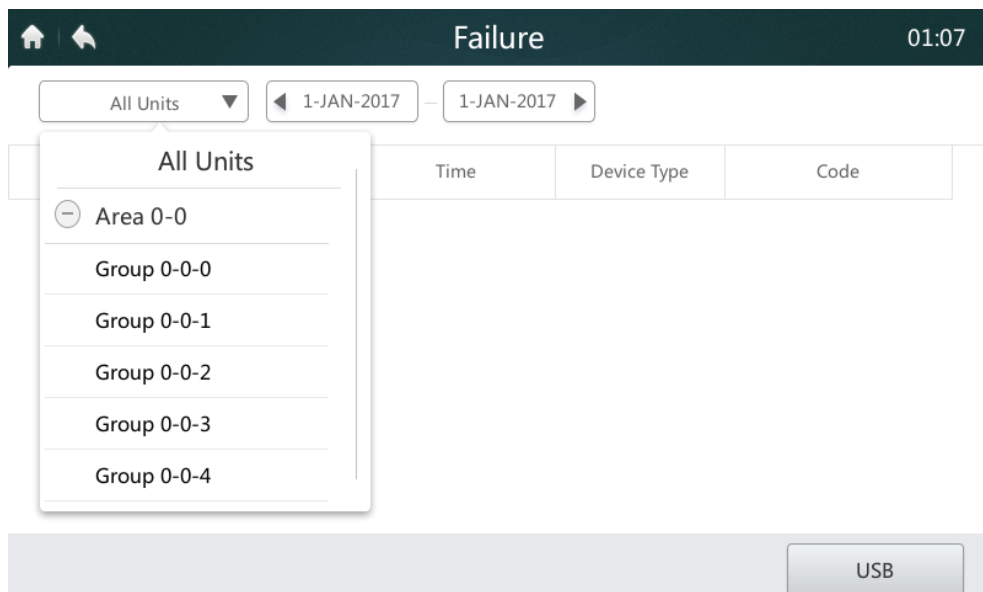 Failure 01:07
All Units 1-JAN-2017 – 1-JAN-2017
All Units
Time Device Type Code
Area 0-0
Group 0-0-0
Group 0-0-1
Group 0-0-2
Group 0-0-3
Group 0-0-4
USB